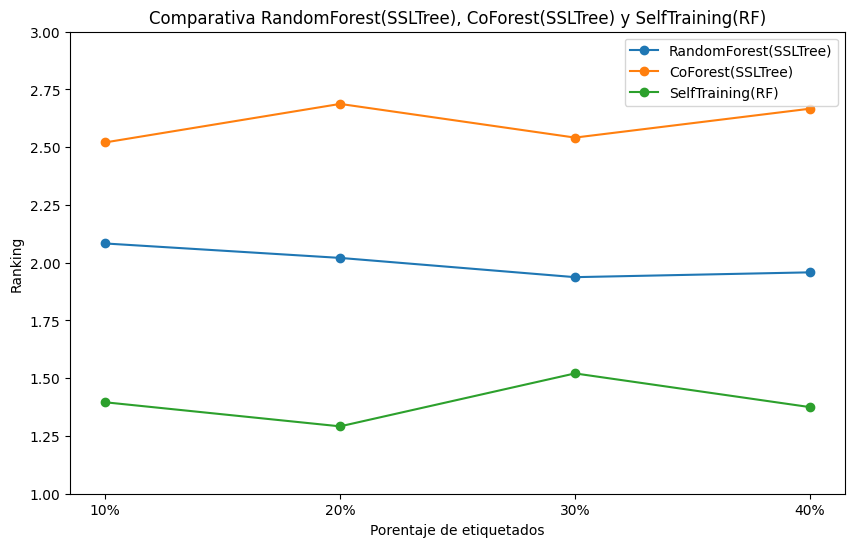 Comparativa RandomForest(SSLTree), CoForest(SSLTree) y SelfTraining(RF)
RandomForest(SSLTree)
CoForest(SSLTree)
SelfTraining(RF)
Ranking
3.00
2.75
2.50
2.25
2.00
1.75
1.50
1.25
1.00
10%
20%
30%
40%
Porentaje de etiquetados